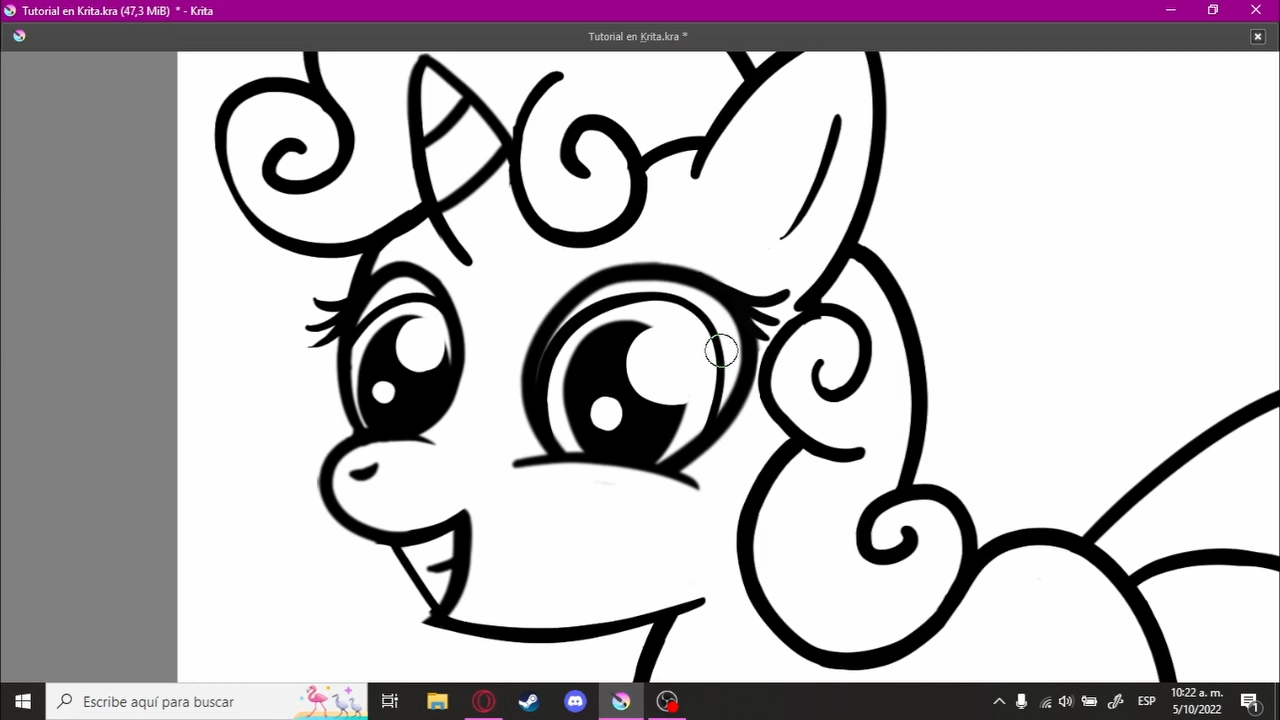 Tutorial en Krita.kra (47,3 MiB) * - Krita
Tutorial en Krita.kra *
Escribe aquí para buscar
ESP
10:22 a. m.
5/10/2022
1